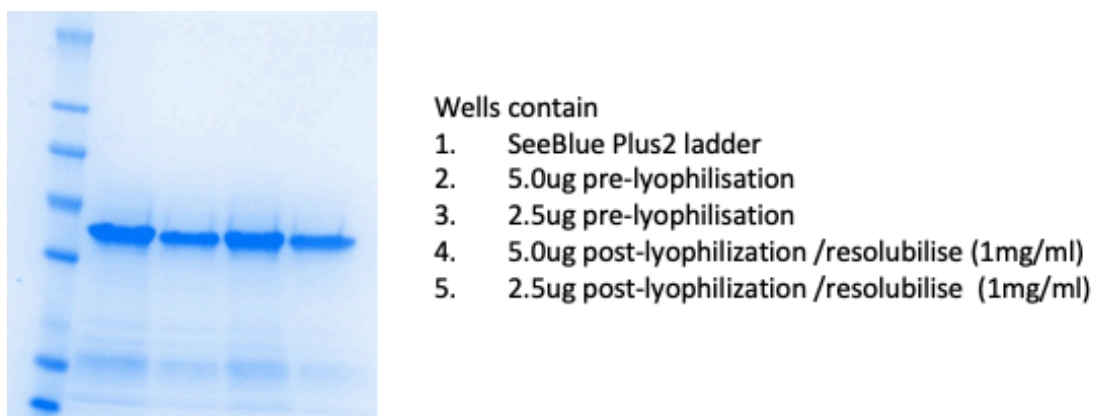 Wells contain
1. SeeBlue Plus2 ladder
2. 5.0ug pre-lyophilisation
3. 2.5ug pre-lyophilisation
4. 5.0ug post-lyophilization /resolubilise (1mg/ml)
5. 2.5ug post-lyophilization /resolubilise (1mg/ml)